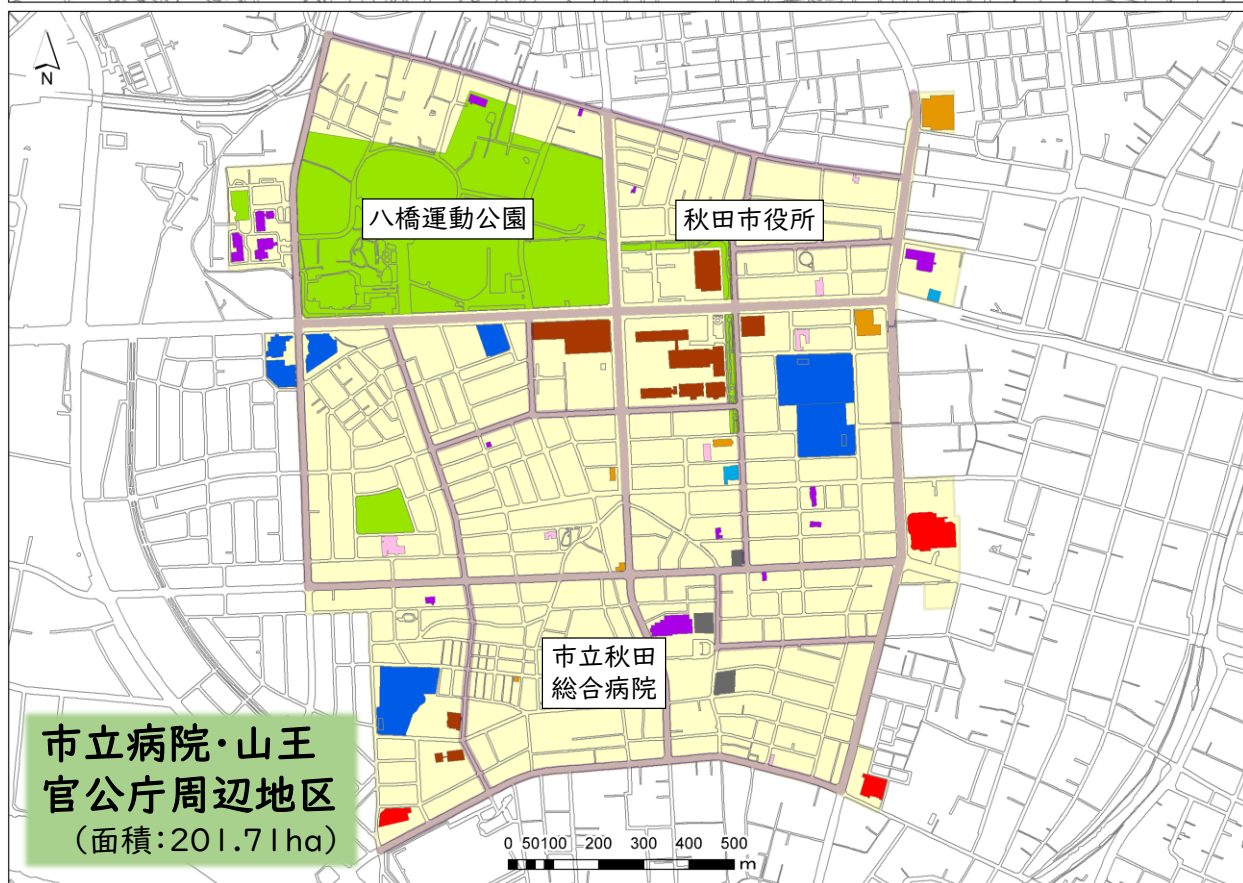 N
八橋運動公園
秋田市役所
市立秋田
総合病院
市立病院・山王
官公庁周辺地区
(面積:201.71ha)
0 50100 200 300 400 500
m